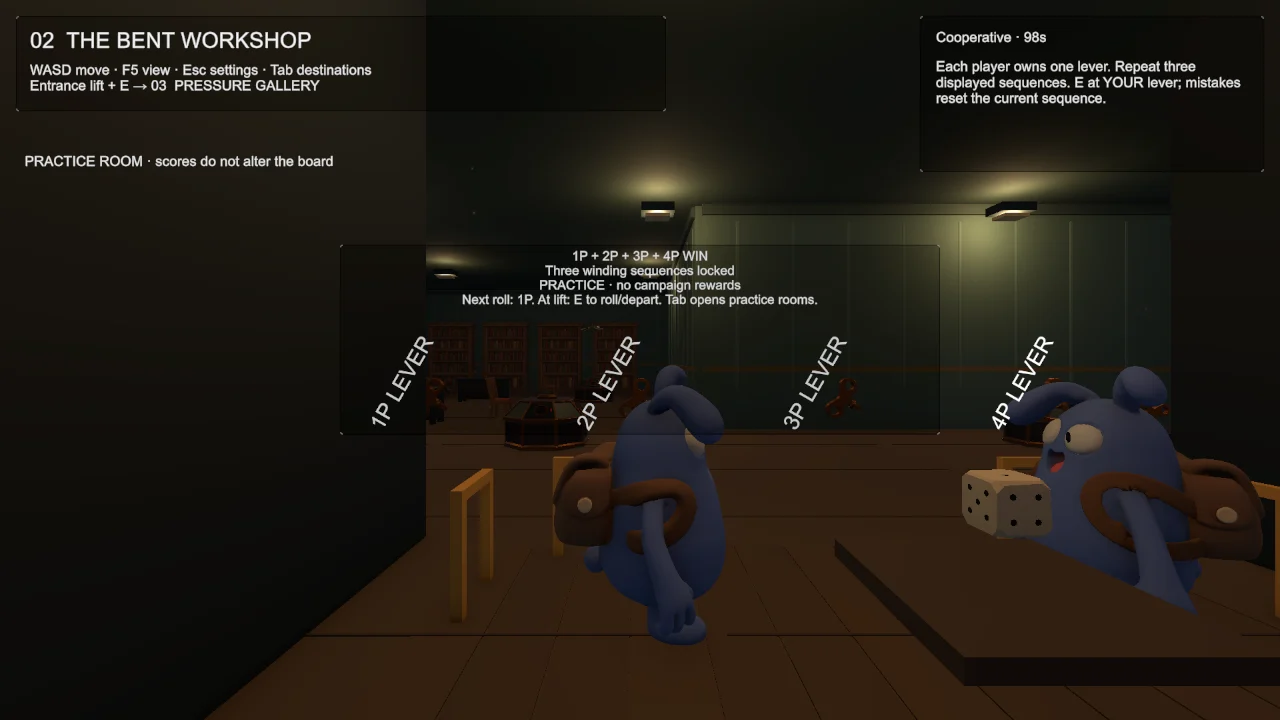 02 THE BENT WORKSHOP
WASD move · F5 view · Esc settings · Tab destinations
Entrance lift + E → 03 PRESSURE GALLERY
PRACTICE ROOM · scores do not alter the board
Cooperative · 98s
Each player owns one lever. Repeat three
displayed sequences. E at YOUR lever; mistakes
reset the current sequence.
1P + 2P + 3P + 4P WIN
Three winding sequences locked
PRACTICE · no campaign rewards
Next roll: 1P. At lift: E to roll/depart. Tab opens practice rooms.
1P LEVER
2P LEVER
3P LEVER
4P LEVER